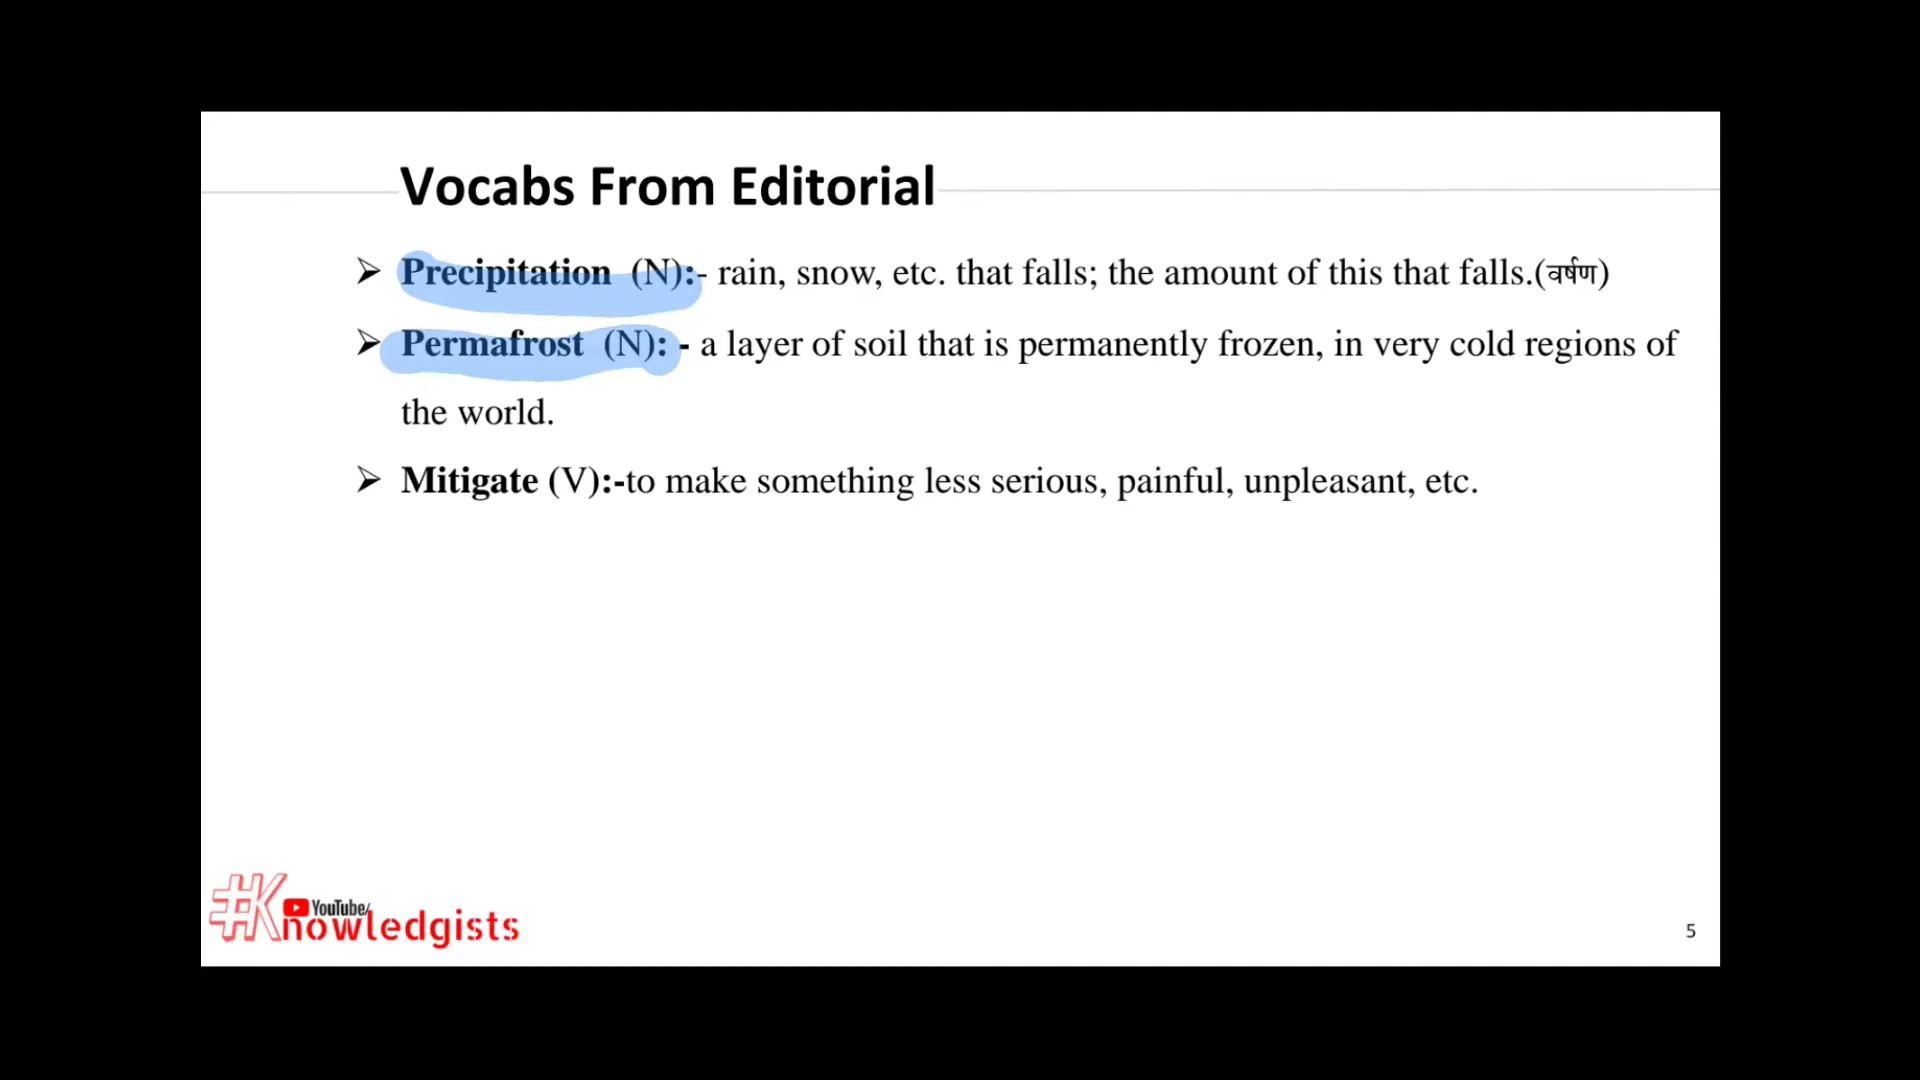 Vocabs From Editorial
➢ Precipitation (N):- rain, snow, etc. that falls; the amount of this that falls.(वर्षण)
➢ Permafrost (N): - a layer of soil that is permanently frozen, in very cold regions of
the world.
➢ Mitigate (V):-to make something less serious, painful, unpleasant, etc.
YouTube/
#Knowledgists
5